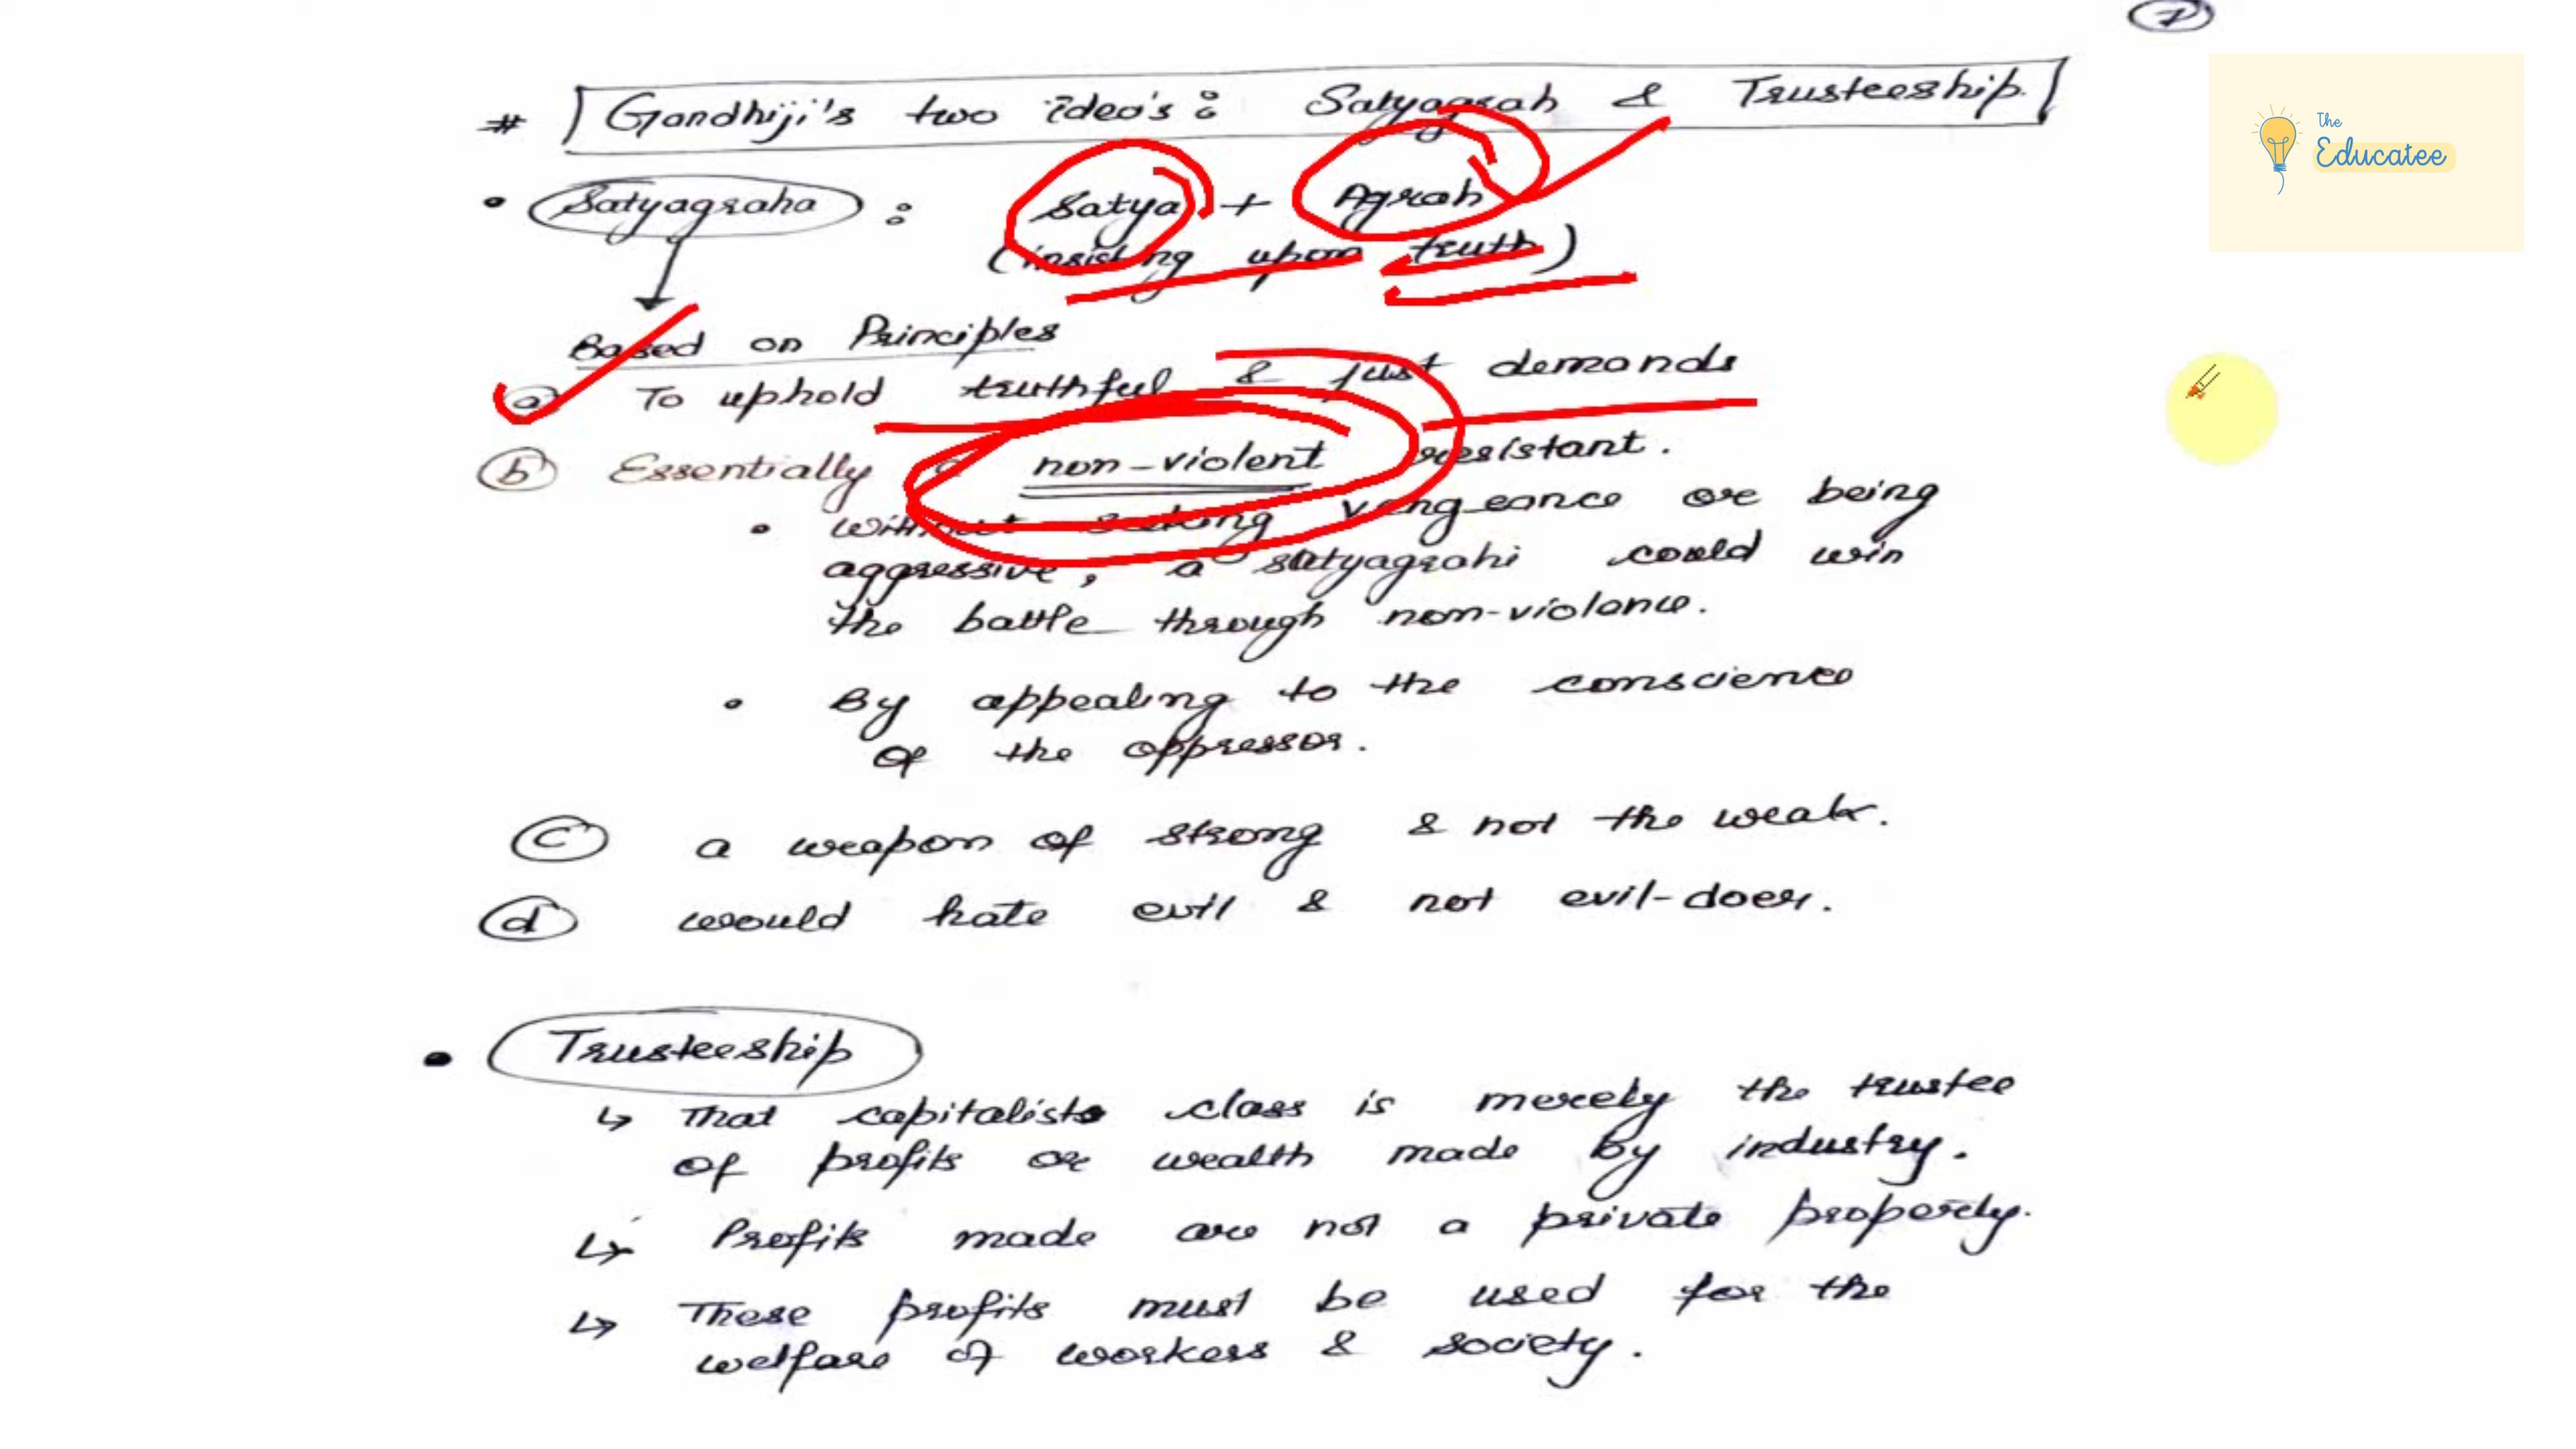 7
# Gandhiji's two idea's : Satyagrah & Trusteeship.
The
Educatee
• Satyagraha : Satya + Agrah
(insisting upon truth)
Based on Principles
a) To uphold truthful & just demands
b) Essentially a non-violent resistant.
• without seeking vengeance or being
aggressive, a satyagrahi could win
the battle through non-violence.
• By appealing to the conscience
of the oppressor.
c) a weapon of strong & not the weak.
d) would hate evil & not evil-doer.
• Trusteeship
↳ That capitalists class is merely the trustee
of profits or wealth made by industry.
↳ Profits made are not a private property.
↳ These profits must be used for the
welfare of workers & society.